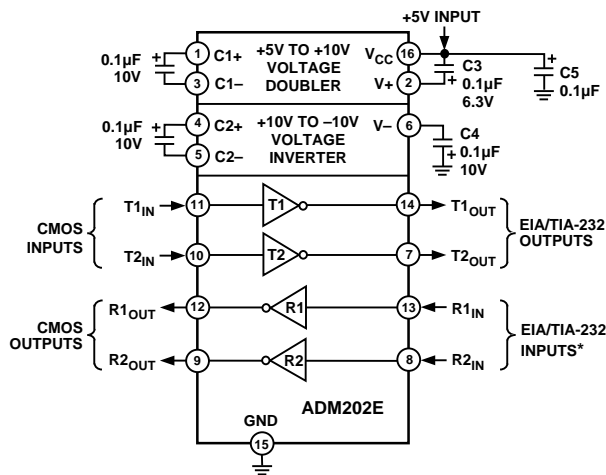 +5V INPUT
0.1µF
10V
1
C1+
3
C1–
+5V TO +10V
VOLTAGE
DOUBLER
VCC
16
V+
2
+
+
C3
0.1µF
6.3V
+
C5
0.1µF
0.1µF
10V
+
4
C2+
5
C2–
+10V TO –10V
VOLTAGE
INVERTER
V–
6
C4
+
0.1µF
10V
CMOS
INPUTS
T1IN
11
T1
14
T1OUT
T2IN
10
T2
7
T2OUT
EIA/TIA-232
OUTPUTS
CMOS
OUTPUTS
R1OUT
12
R1
13
R1IN
R2OUT
9
R2
8
R2IN
EIA/TIA-232
INPUTS*
GND
15
ADM202E